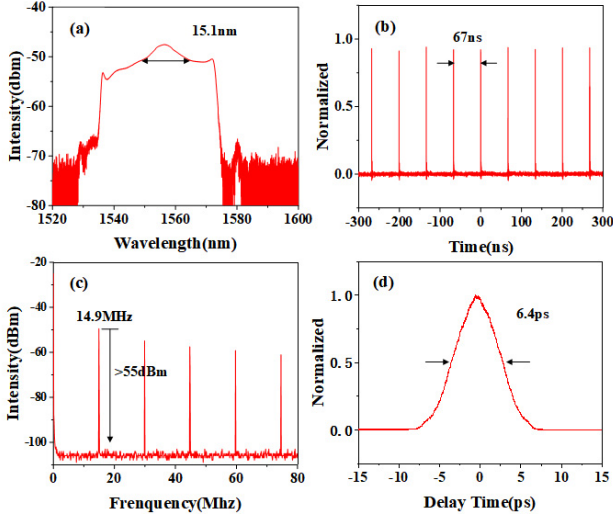 (a)
15.1nm
Intensity(dbm)
-40
-50
-60
-70
-80
1520 1540 1560 1580 1600
Wavelength(nm)
(b)
67ns
Normalized
1.0
0.5
0.0
-300 -200 -100 0 100 200 300
Time(ns)
(c)
14.9MHz
>55dBm
Intensity(dBm)
-20
-40
-60
-80
-100
0 20 40 60 80
Frenquency(Mhz)
(d)
6.4ps
Normalized
1.0
0.5
0.0
-15 -10 -5 0 5 10 15
Delay Time(ps)